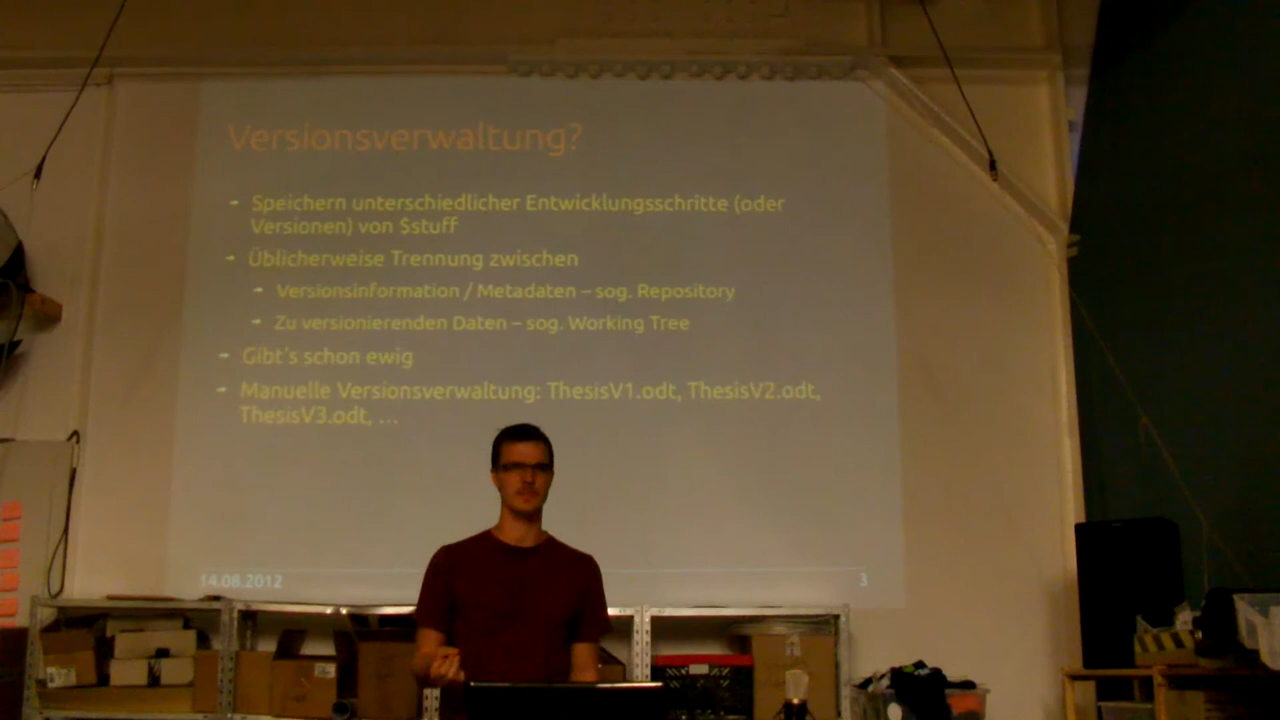 Versionsverwaltung?
Speichern unterschiedlicher Entwicklungsschritte (oder
Versionen) von $stuff
Üblicherweise Trennung zwischen
Versionsinformation / Metadaten – sog. Repository
Zu versionierenden Daten – sog. Working Tree
Gibt's schon ewig
Manuelle Versionsverwaltung: ThesisV1.odt, ThesisV2.odt,
ThesisV3.odt, …
14.08.2012
3